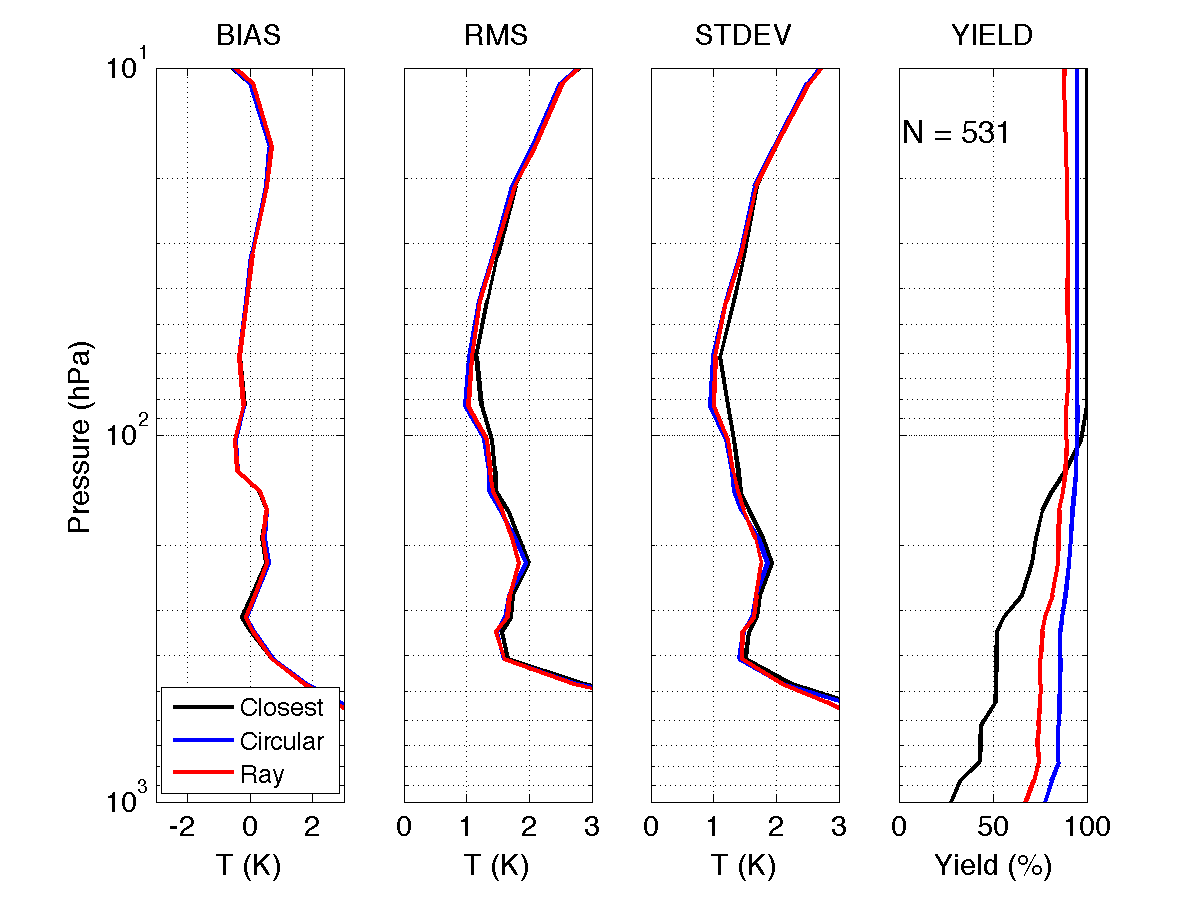 BIAS
RMS
STDEV
YIELD
10^1
10^2
10^3
Pressure (hPa)
N = 531
Closest
Circular
Ray
-2 0 2
0 1 2 3
0 1 2 3
0 50 100
T (K)
T (K)
T (K)
Yield (%)